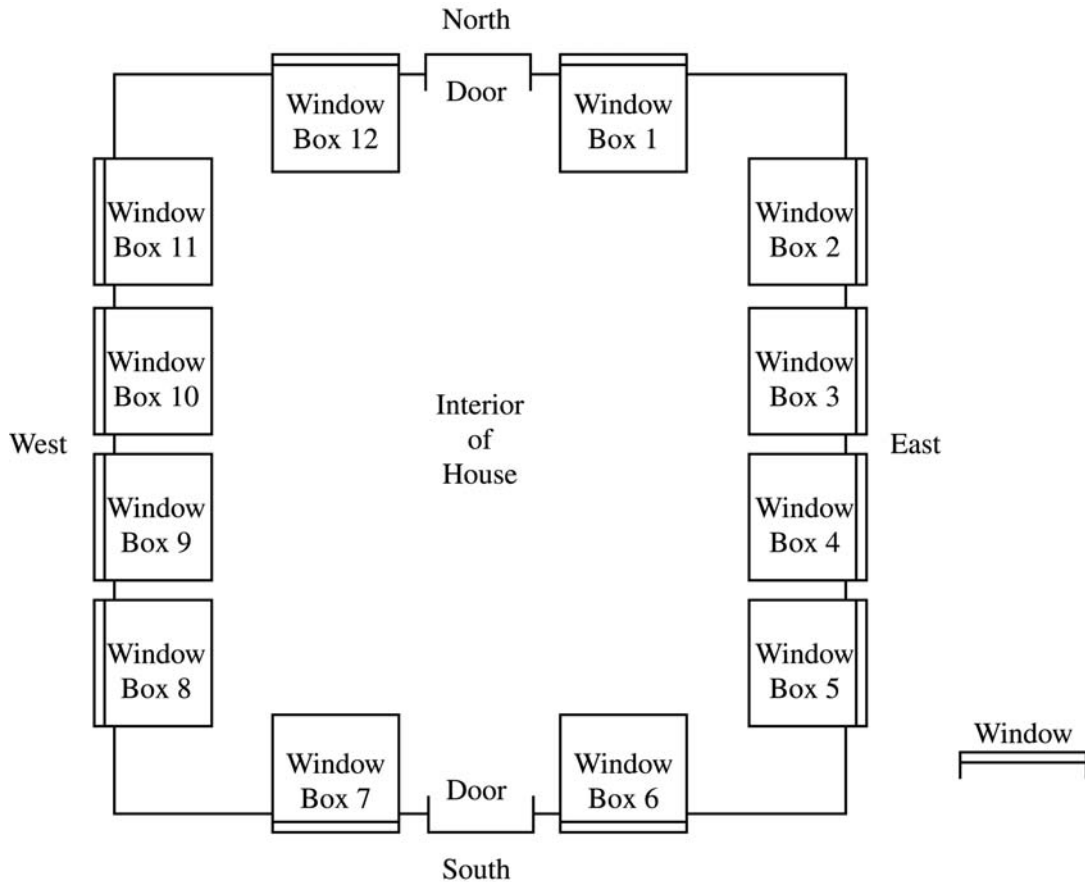 North
Door
Window
Box 12
Window
Box 1
Window
Box 11
Window
Box 2
Window
Box 10
Window
Box 3
West
Interior
of
House
East
Window
Box 9
Window
Box 4
Window
Box 8
Window
Box 5
Window
Box 7
Door
Window
Box 6
Window
South